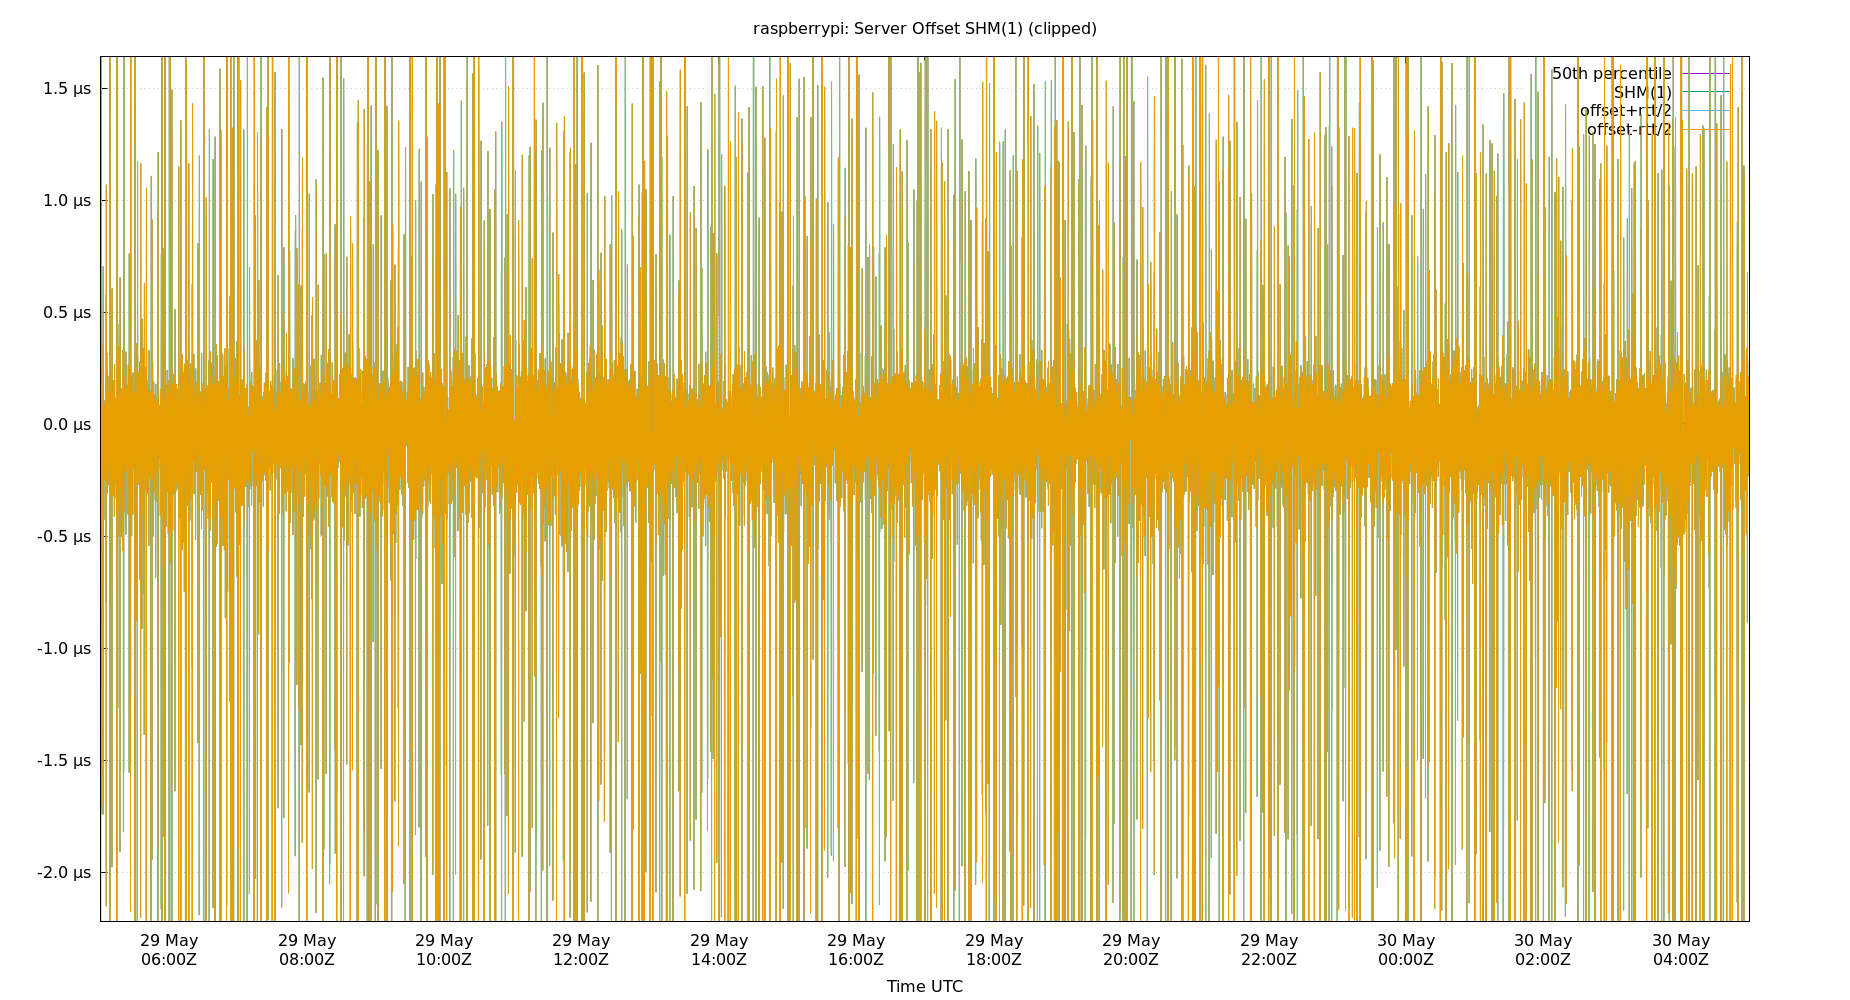 raspberrypi: Server Offset SHM(1) (clipped)
50th percentile
SHM(1)
offset+rtt/2
offset-rtt/2
1.5 µs
1.0 µs
0.5 µs
0.0 µs
-0.5 µs
-1.0 µs
-1.5 µs
-2.0 µs
29 May 29 May 29 May 29 May 29 May 29 May 29 May 29 May 29 May 30 May 30 May 30 May
06:00Z 08:00Z 10:00Z 12:00Z 14:00Z 16:00Z 18:00Z 20:00Z 22:00Z 00:00Z 02:00Z 04:00Z
Time UTC